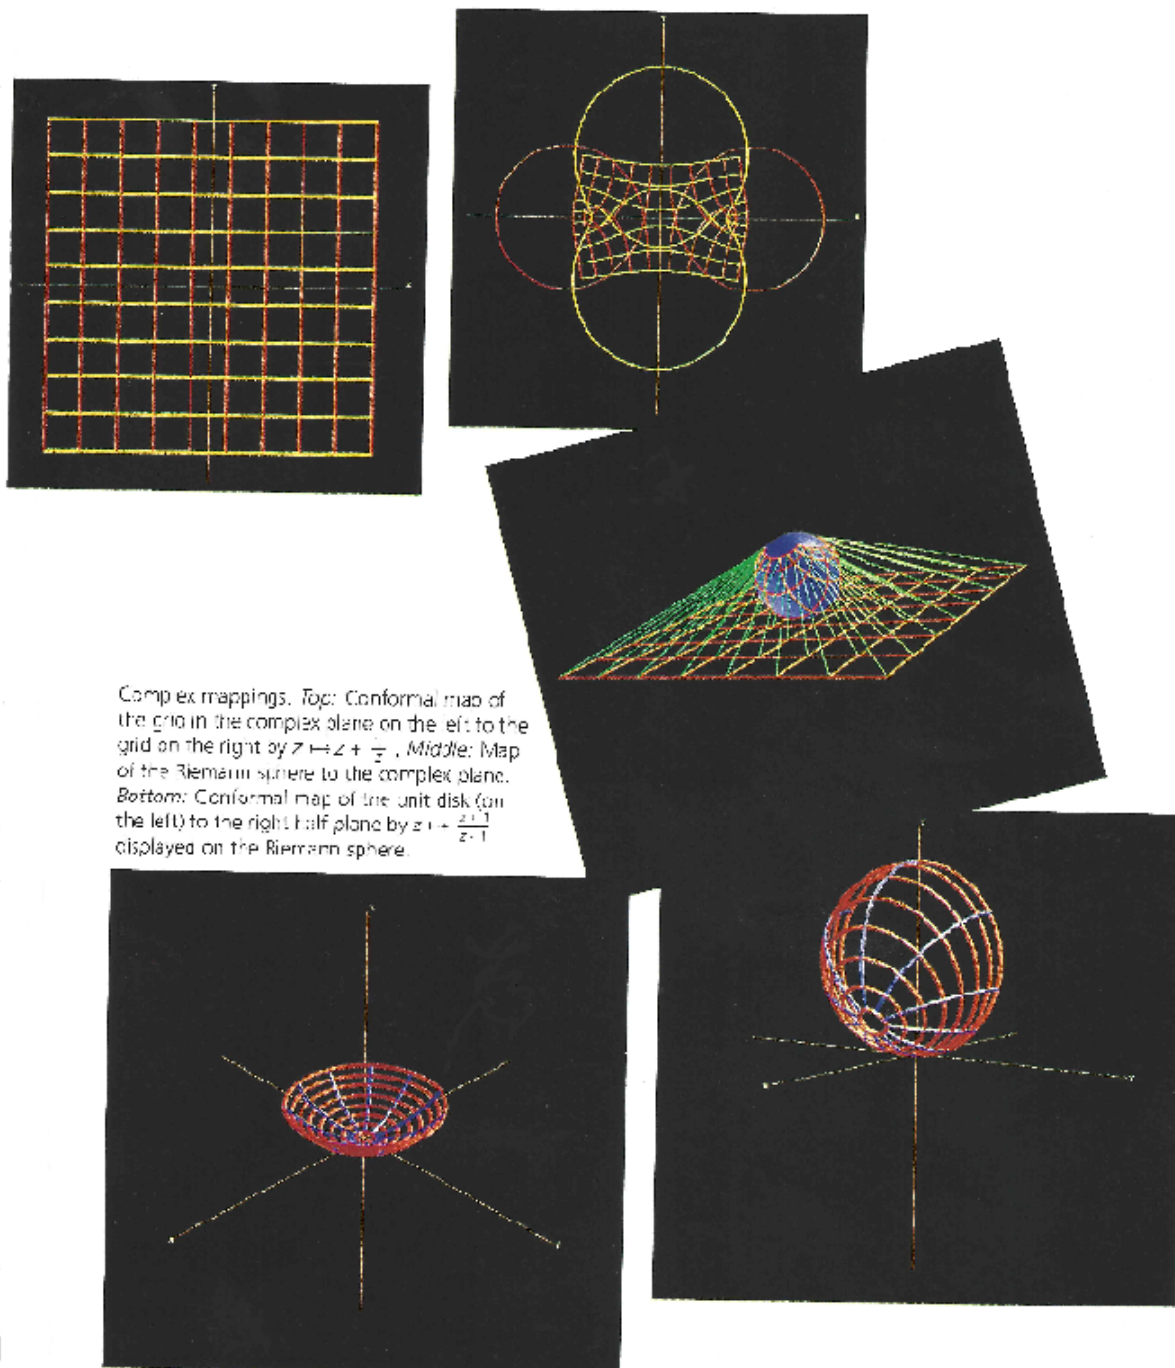 Complex mappings. Top: Conformal map of
the grid in the complex plane on the left to the
grid on the right by z ↦ z + 1/z . Middle: Map
of the Riemann sphere to the complex plane.
Bottom: Conformal map of the unit disk (on
the left) to the right half plane by z ↦
displayed on the Riemann sphere.